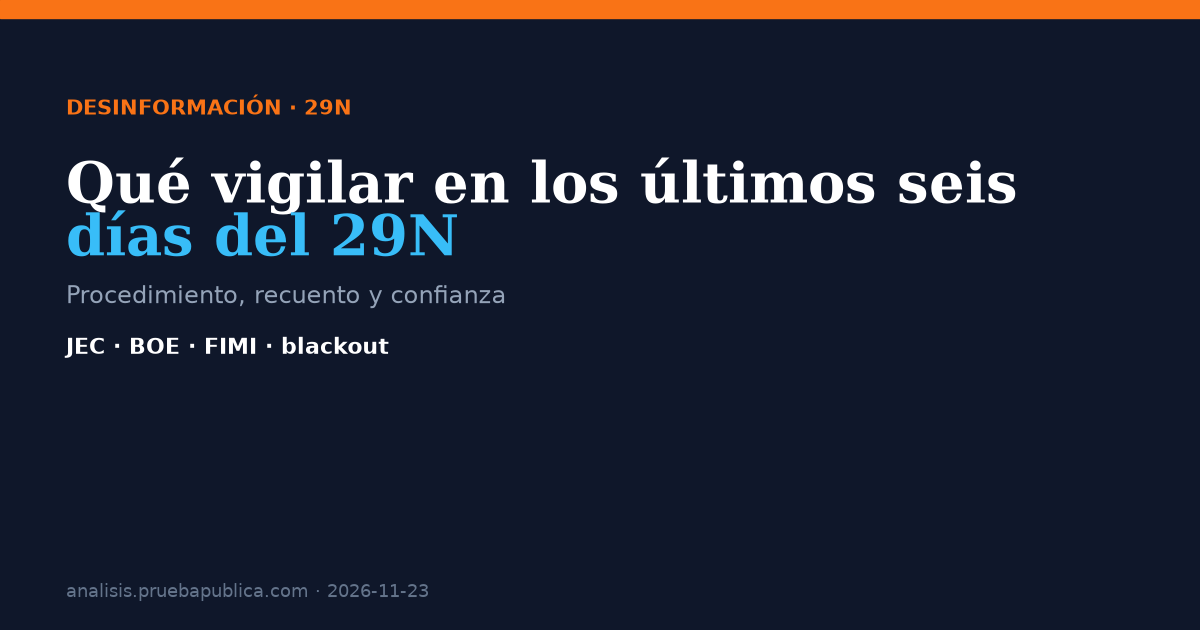 DESINFORMACIÓN · 29N
Qué vigilar en los últimos seis
días del 29N
Procedimiento, recuento y confianza
JEC · BOE · FIMI · blackout
analisis.pruebapublica.com · 2026-11-23